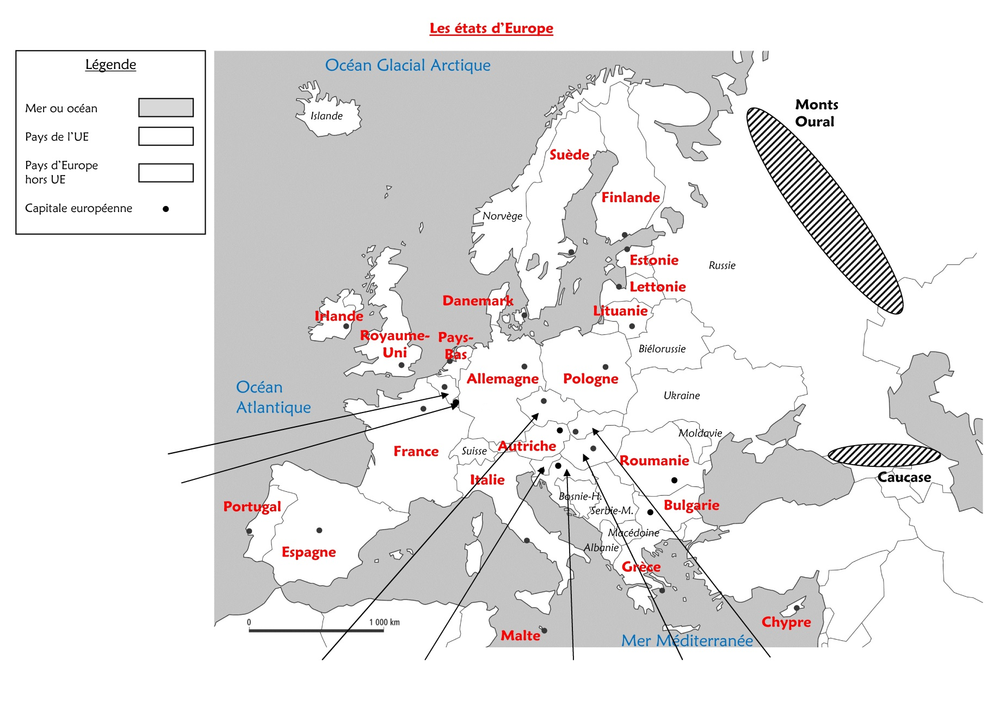 Les états d'Europe
Légende
Mer ou océan
Pays de l'UE
Pays d'Europe
hors UE
Capitale européenne
Océan Glacial Arctique
Monts
Oural
Islande
Suède
Finlande
Norvège
Estonie
Russie
Lettonie
Danemark
Lituanie
Irlande
Royaume-
Uni
Pays-
Bas
Biélorussie
Allemagne
Pologne
Océan
Atlantique
Ukraine
Moldavie
France
Suisse
Autriche
Roumanie
Caucase
Italie
Bosnie-H.
Portugal
Serbie-M.
Bulgarie
Macédoine
Albanie
Espagne
Grèce
0
1 000 km
Chypre
Malte
Mer Méditerranée